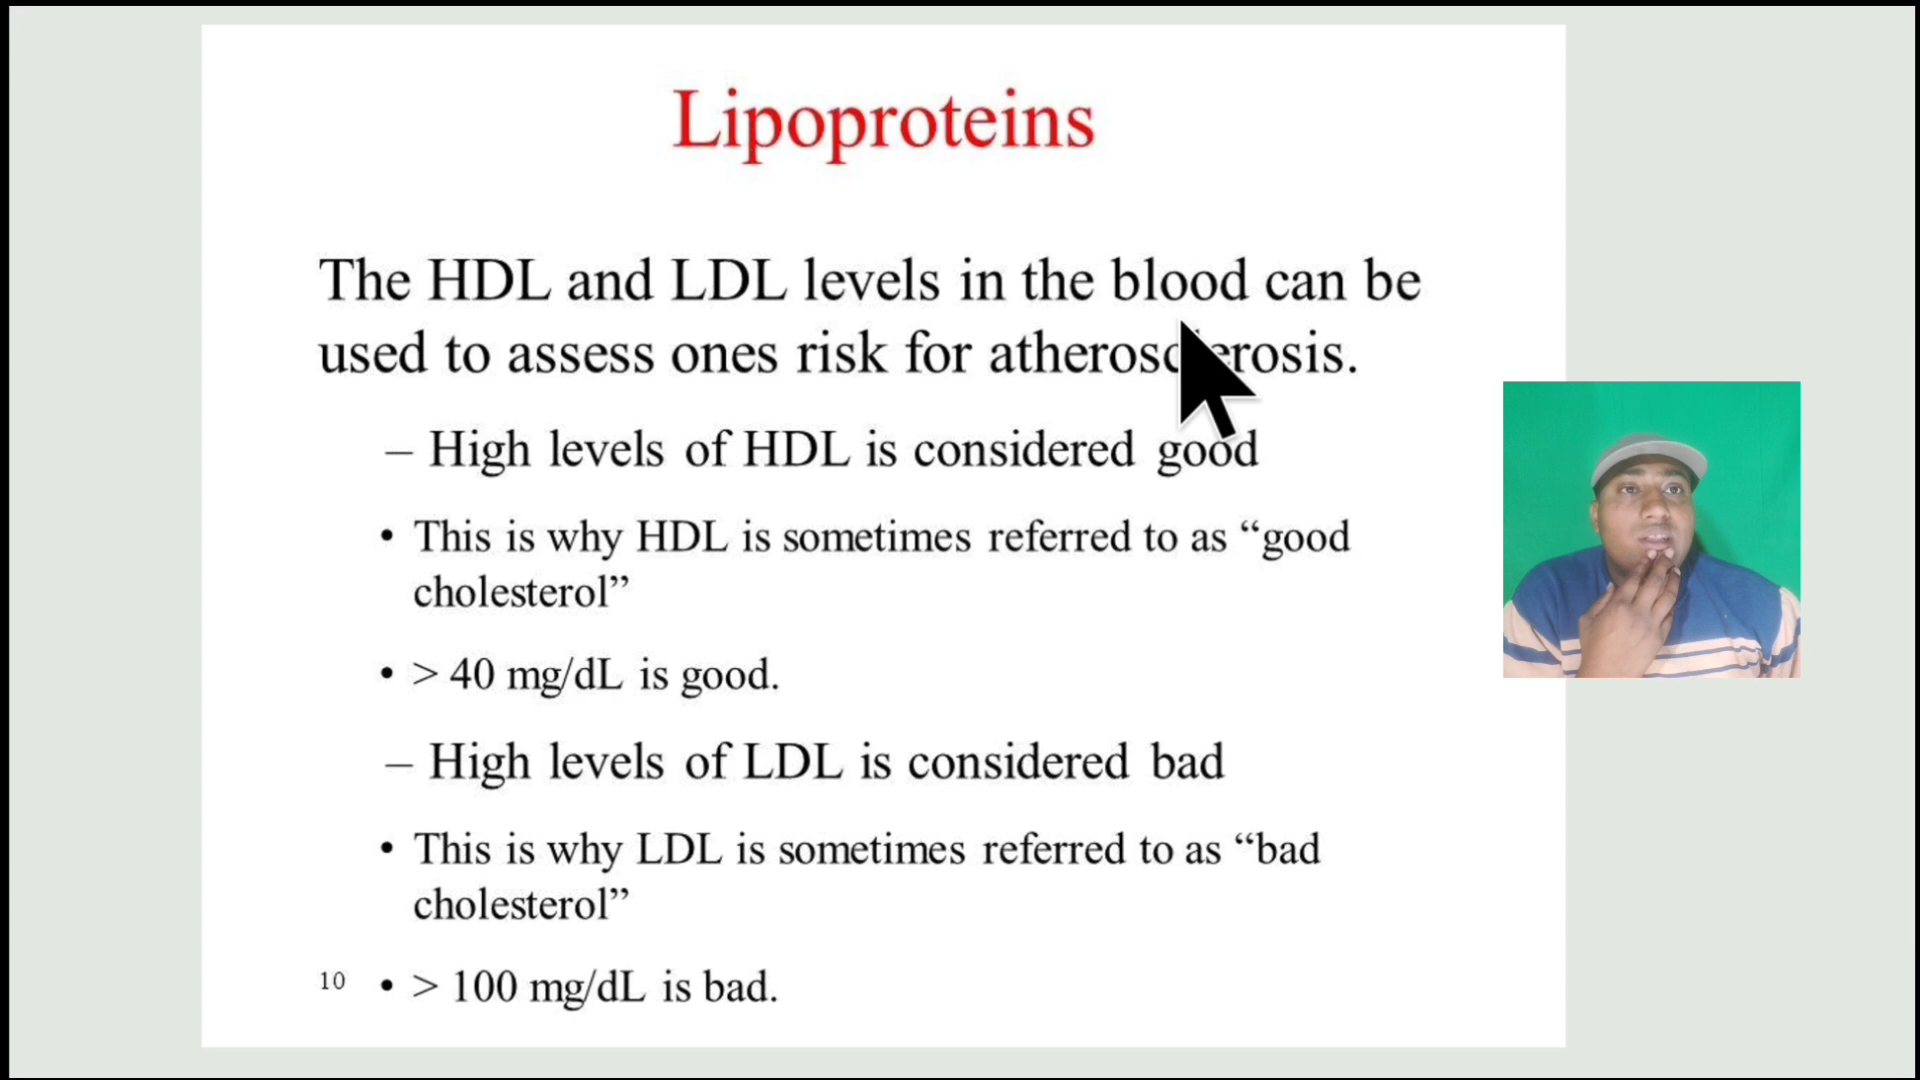 Lipoproteins
The HDL and LDL levels in the blood can be
used to assess ones risk for atherosclerosis.
– High levels of HDL is considered good
• This is why HDL is sometimes referred to as “good
cholesterol”
• > 40 mg/dL is good.
– High levels of LDL is considered bad
• This is why LDL is sometimes referred to as “bad
cholesterol”
10 • > 100 mg/dL is bad.